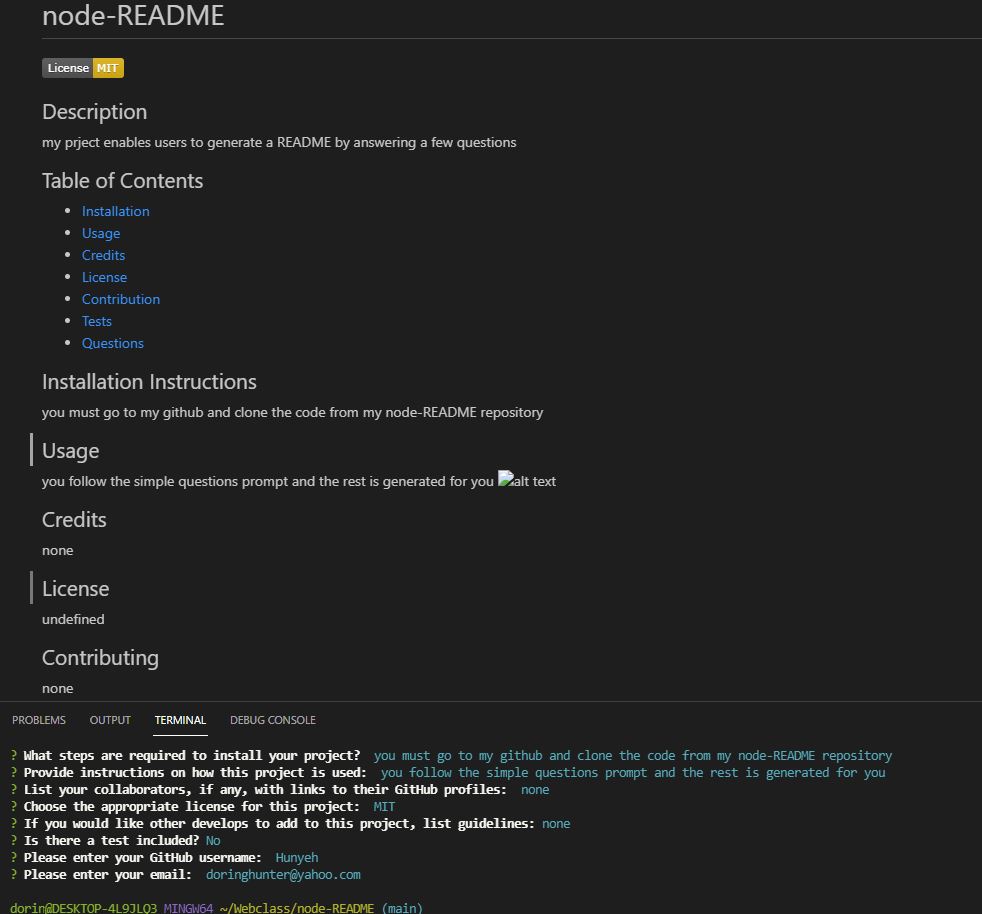 node-README
License MIT
Description
my prject enables users to generate a README by answering a few questions
Table of Contents
Installation
Usage
Credits
License
Contribution
Tests
Questions
Installation Instructions
you must go to my github and clone the code from my node-README repository
Usage
you follow the simple questions prompt and the rest is generated for you alt text
Credits
none
License
undefined
Contributing
none
PROBLEMS OUTPUT TERMINAL DEBUG CONSOLE
? What steps are required to install your project? you must go to my github and clone the code from my node-README repository
? Provide instructions on how this project is used: you follow the simple questions prompt and the rest is generated for you
? List your collaborators, if any, with links to their GitHub profiles: none
? Choose the appropriate license for this project: MIT
? If you would like other develops to add to this project, list guidelines: none
? Is there a test included? No
? Please enter your GitHub username: Hunyeh
? Please enter your email: doringhunter@yahoo.com
dorin@DESKTOP-4L9JLQ3 MINGW64 ~/Webclass/node-README (main)